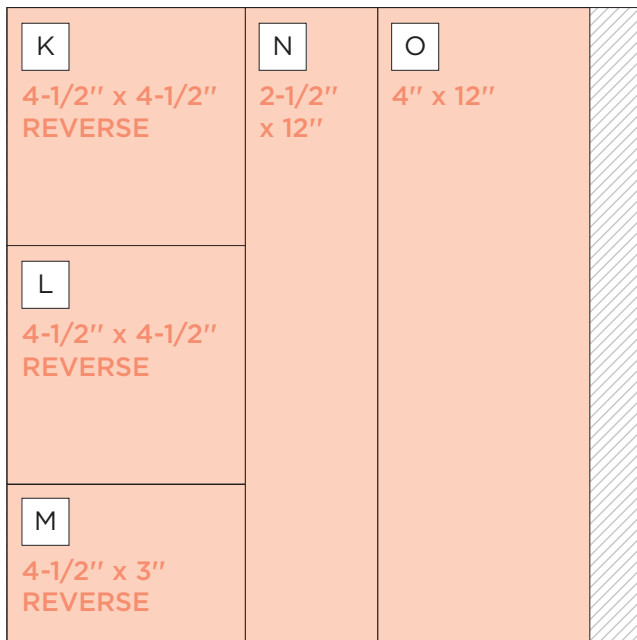 K
4-1/2" x 4-1/2"
REVERSE
L
4-1/2" x 4-1/2"
REVERSE
M
4-1/2" x 3"
REVERSE
N
2-1/2"
x 12"
O
4" x 12"